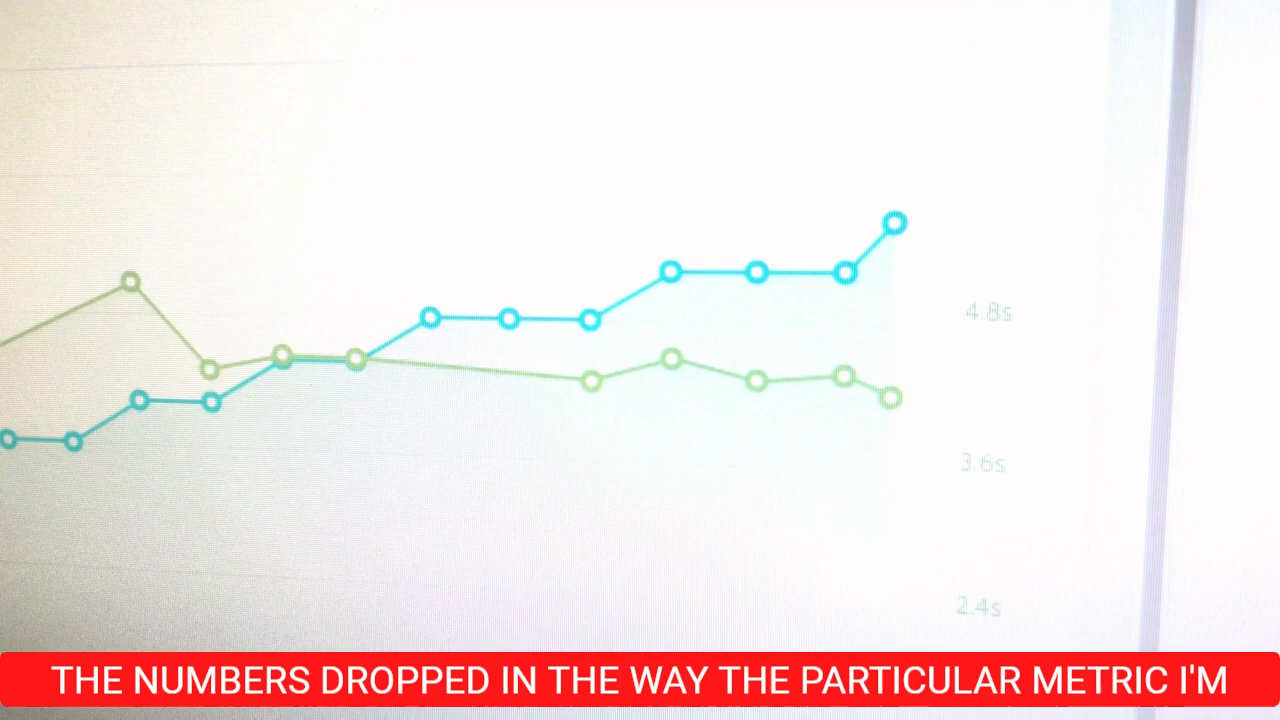 4.8s
3.6s
2.4s
THE NUMBERS DROPPED IN THE WAY THE PARTICULAR METRIC I'M